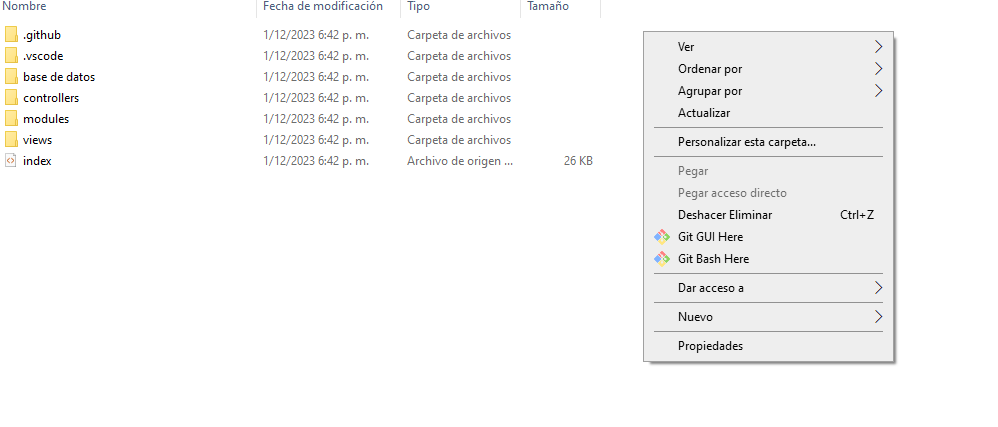 Nombre Fecha de modificación Tipo Tamaño
.github 1/12/2023 6:42 p. m. Carpeta de archivos
.vscode 1/12/2023 6:42 p. m. Carpeta de archivos
base de datos 1/12/2023 6:42 p. m. Carpeta de archivos
controllers 1/12/2023 6:42 p. m. Carpeta de archivos
modules 1/12/2023 6:42 p. m. Carpeta de archivos
views 1/12/2023 6:42 p. m. Carpeta de archivos
index 1/12/2023 6:42 p. m. Archivo de origen ... 26 KB
Ver
Ordenar por
Agrupar por
Actualizar
Personalizar esta carpeta...
Pegar
Pegar acceso directo
Deshacer Eliminar Ctrl+Z
Git GUI Here
Git Bash Here
Dar acceso a
Nuevo
Propiedades